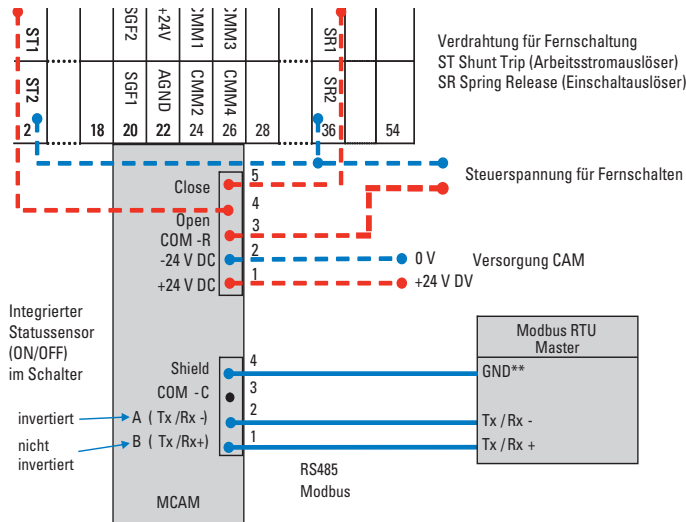 ST1
SGF2
+24V
CMM1
CMM3
SR1
ST2
SGF1
AGND
CMM2
CMM4
SR2
2
18
20
22
24
26
28
36
54
Verdrahtung für Fernschaltung
ST Shunt Trip (Arbeitsstromauslöser)
SR Spring Release (Einschaltauslöser)
Steuerspannung für Fernschalten
Close
5
4
Open
3
COM -R
-24 V DC
2
0 V
Versorgung CAM
+24 V DC
1
+24 V DV
Integrierter
Statussensor
(ON/OFF)
im Schalter
Modbus RTU
Master
Shield
4
GND**
COM - C
3
invertiert
A ( Tx /Rx -)
2
Tx / Rx -
nicht
invertiert
B ( Tx /Rx+)
1
Tx / Rx +
RS485
Modbus
MCAM